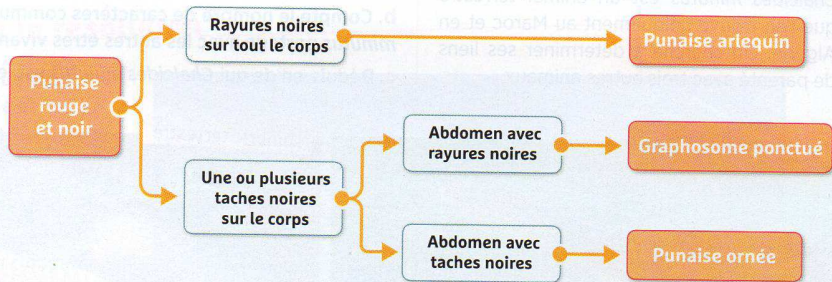 Rayures noires
sur tout le corps
Punaise arlequin
Punaise
rouge
et noir
Abdomen avec
rayures noires
Graphosome ponctué
Une ou plusieurs
taches noires
sur le corps
Abdomen avec
taches noires
Punaise ornée